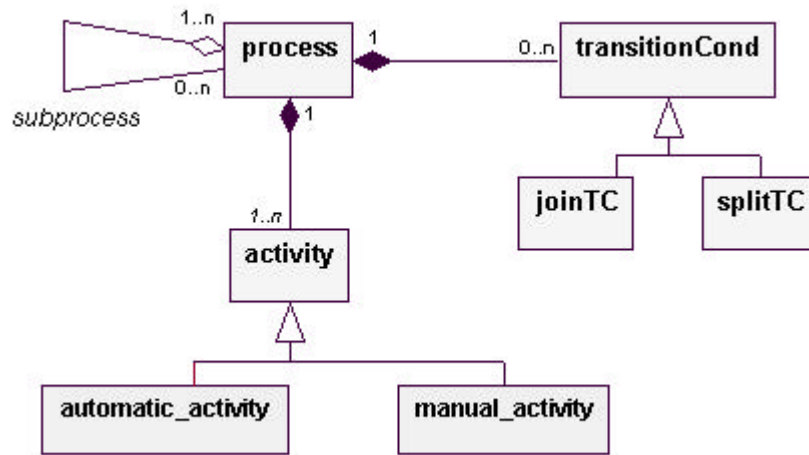 1..n
process
1
0..n
transitionCond
0..n
subprocess
1
joinTC
splitTC
1..n
activity
automatic_activity
manual_activity